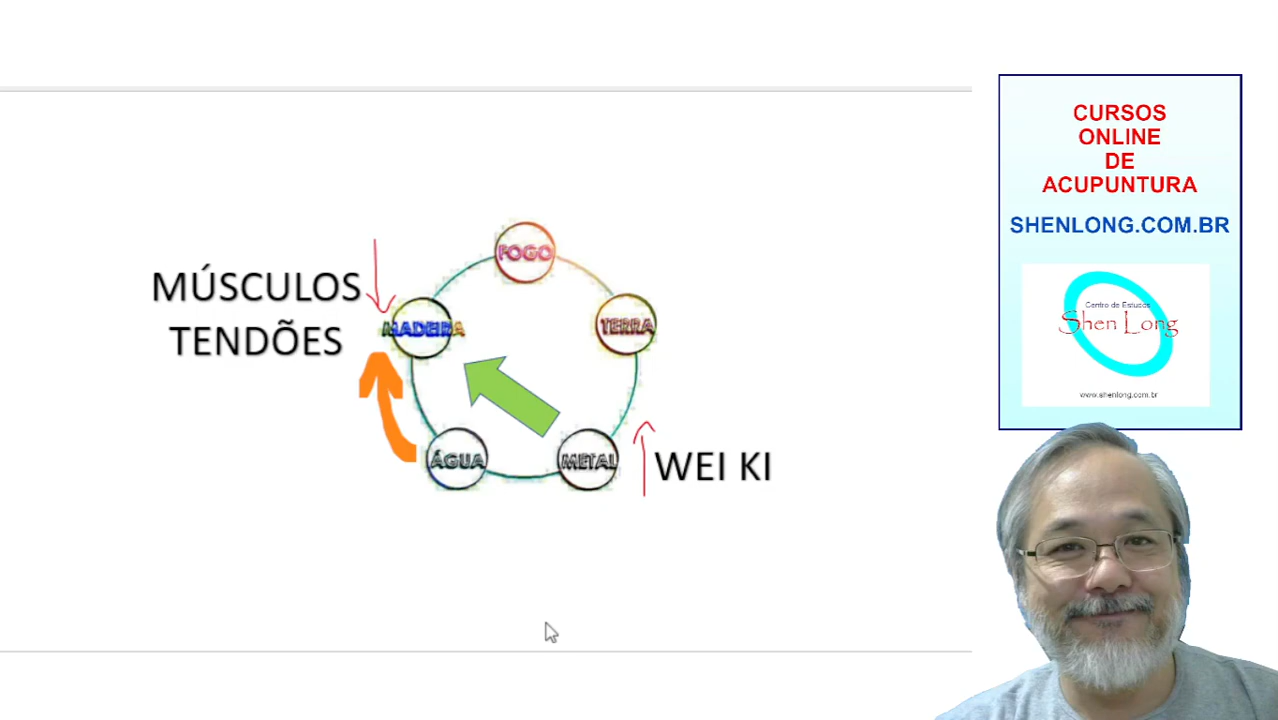 FOGO
MÚSCULOS
TENDÕES
MADEIRA
TERRA
ÁGUA
METAL
WEI KI
CURSOS
ONLINE
DE
ACUPUNTURA
SHENLONG.COM.BR
Centro de Estudos
Shen Long
www.shenlong.com.br